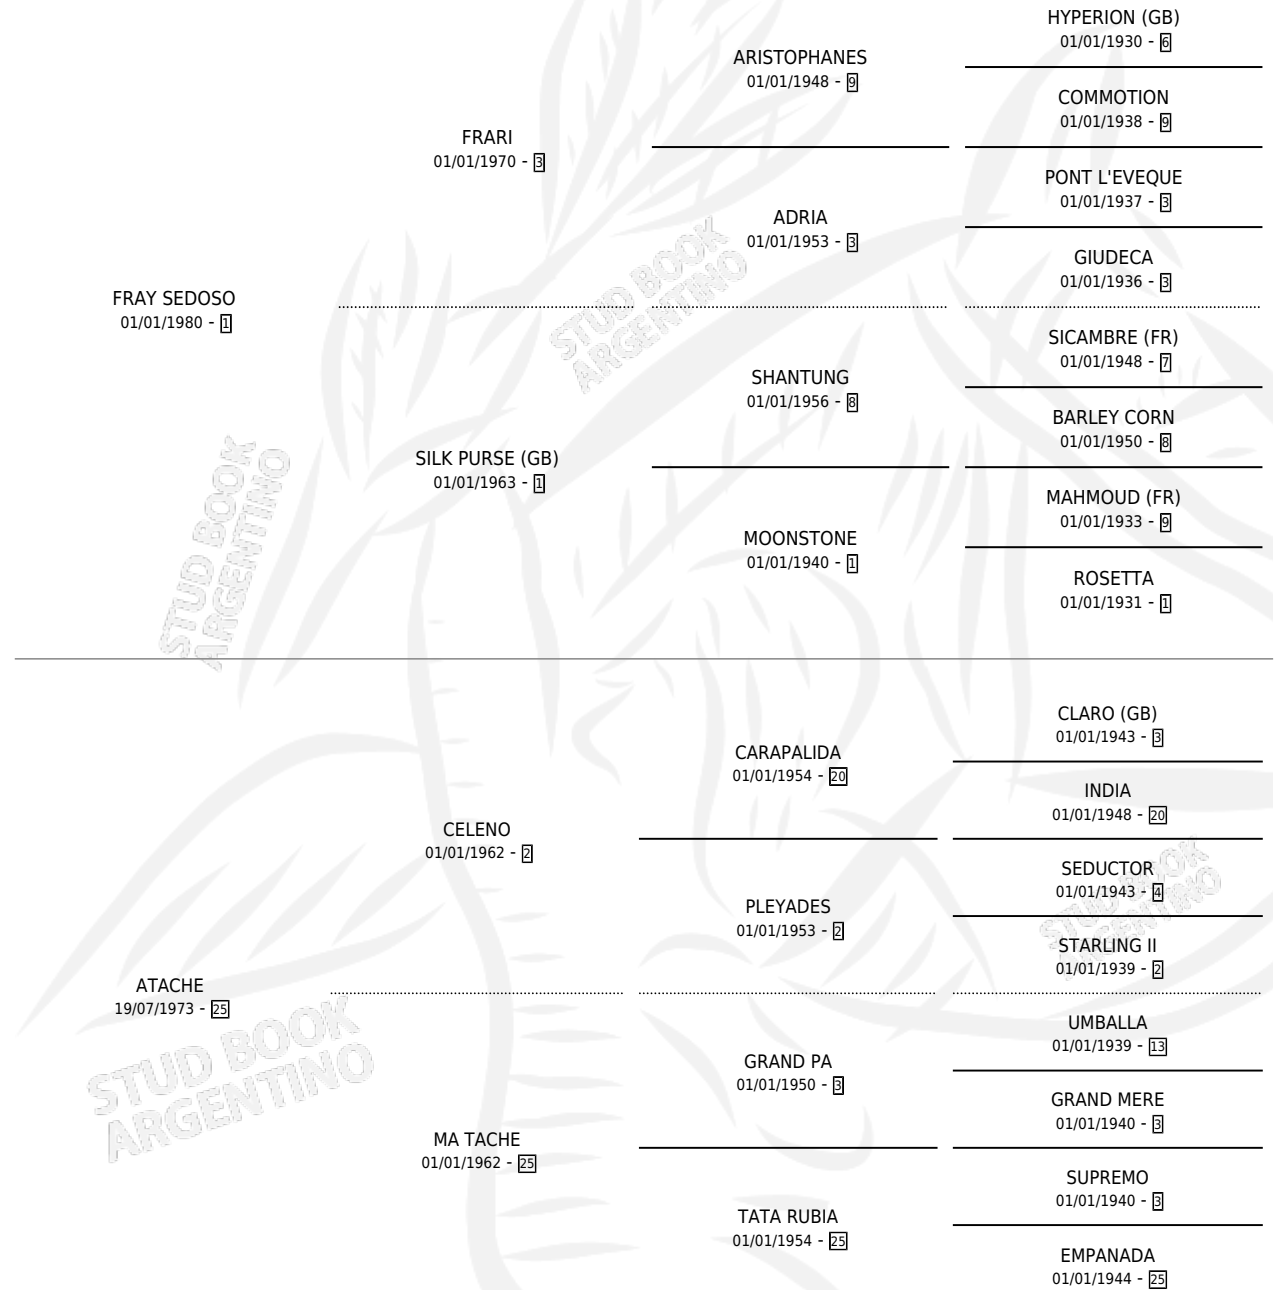 HYPERION (GB)
01/01/1930 - 6
ARISTOPHANES
01/01/1948 - 9
COMMOTION
01/01/1938 - 9
FRARI
01/01/1970 - 3
PONT L'EVEQUE
01/01/1937 - 3
ADRIA
01/01/1953 - 3
GIUDECA
01/01/1936 - 3
FRAY SEDOSO
01/01/1980 - 1
STUD BOOK
ARGENTINO
SICAMBRE (FR)
01/01/1948 - 7
SHANTUNG
01/01/1956 - 8
BARLEY CORN
01/01/1950 - 8
SILK PURSE (GB)
01/01/1963 - 1
MAHMOUD (FR)
01/01/1933 - 9
MOONSTONE
01/01/1940 - 1
ROSETTA
01/01/1931 - 1
STUD BOOK
ARGENTINO
CLARO (GB)
01/01/1943 - 3
CARAPALIDA
01/01/1954 - 20
INDIA
01/01/1948 - 20
CELENO
01/01/1962 - 2
SEDUCTOR
01/01/1943 - 4
PLEYADES
01/01/1953 - 2
STARLING II
01/01/1939 - 2
STUD BOOK
ARGENTINO
ATACHE
19/07/1973 - 25
UMBALLA
01/01/1939 - 13
GRAND PA
01/01/1950 - 3
GRAND MERE
01/01/1940 - 3
STUD BOOK
ARGENTINO
MA TACHE
01/01/1962 - 25
SUPREMO
01/01/1940 - 3
TATA RUBIA
01/01/1954 - 25
EMPANADA
01/01/1944 - 25